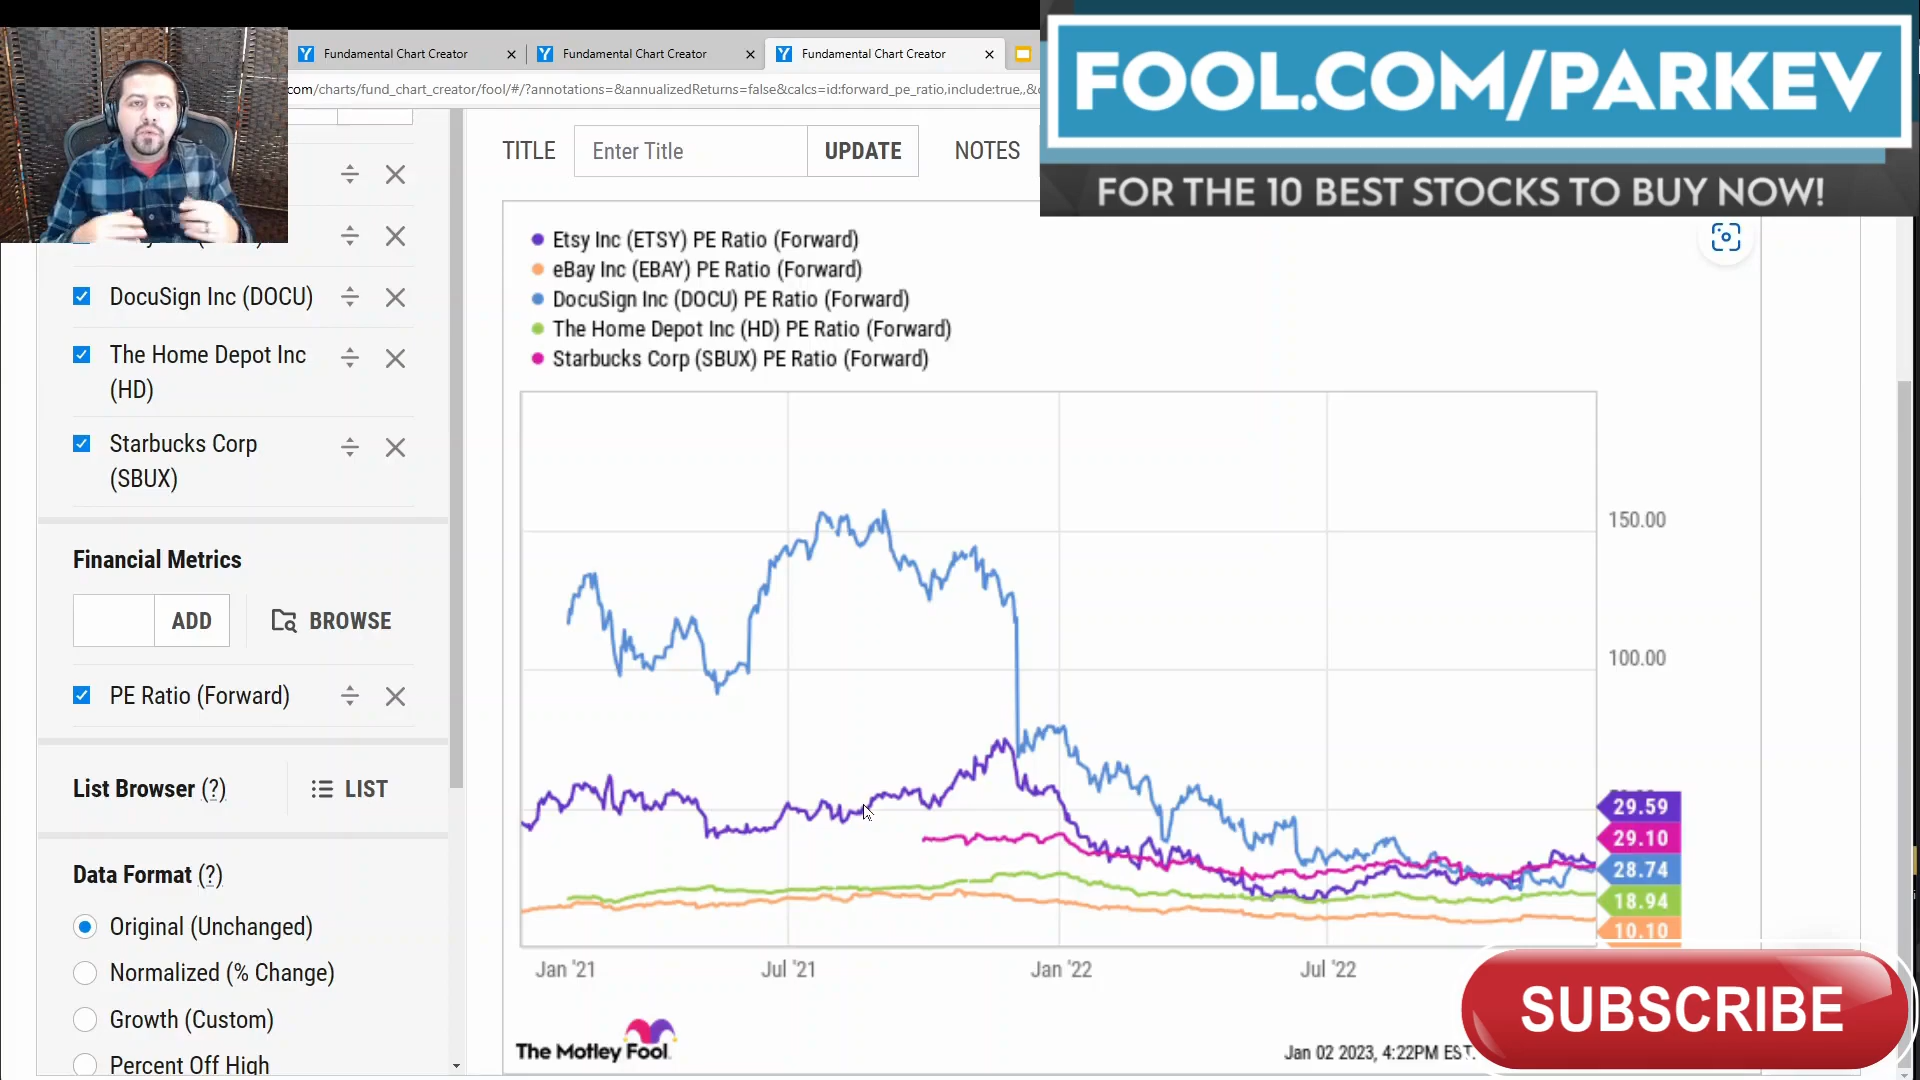 Fundamental Chart Creator
Fundamental Chart Creator
Fundamental Chart Creator
com/charts/fund_chart_creator/fool/#/?annotations=&annualizedReturns=false&calcs=id:forward_pe_ratio,include:true,,&
FOOL.COM/PARKEV
FOR THE 10 BEST STOCKS TO BUY NOW!
TITLE
Enter Title
UPDATE
NOTES
DocuSign Inc (DOCU)
The Home Depot Inc
(HD)
Starbucks Corp
(SBUX)
Financial Metrics
ADD
BROWSE
PE Ratio (Forward)
List Browser (?)
LIST
Data Format (?)
Original (Unchanged)
Normalized (% Change)
Growth (Custom)
Percent Off High
Etsy Inc (ETSY) PE Ratio (Forward)
eBay Inc (EBAY) PE Ratio (Forward)
DocuSign Inc (DOCU) PE Ratio (Forward)
The Home Depot Inc (HD) PE Ratio (Forward)
Starbucks Corp (SBUX) PE Ratio (Forward)
150.00
100.00
29.59
29.10
28.74
18.94
10.10
Jan '21
Jul '21
Jan '22
Jul '22
The Motley Fool
Jan 02 2023, 4:22PM EST.
SUBSCRIBE